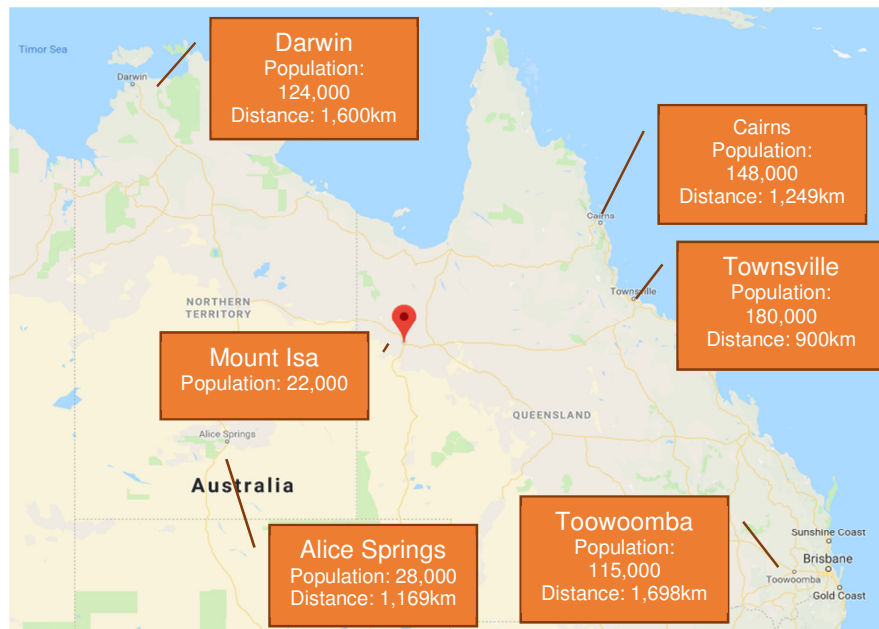 Timor Sea
Darwin
Darwin
Population:
124,000
Distance: 1,600km
Cairns
Population:
148,000
Distance: 1,249km
Cairns
Townsville
Population:
180,000
Distance: 900km
Townsville
NORTHERN
TERRITORY
Mount Isa
Population: 22,000
QUEENSLAND
Alice Springs
Australia
Alice Springs
Population: 28,000
Distance: 1,169km
Toowoomba
Population:
115,000
Distance: 1,698km
Sunshine Coast
Brisbane
Toowoomba
Gold Coast